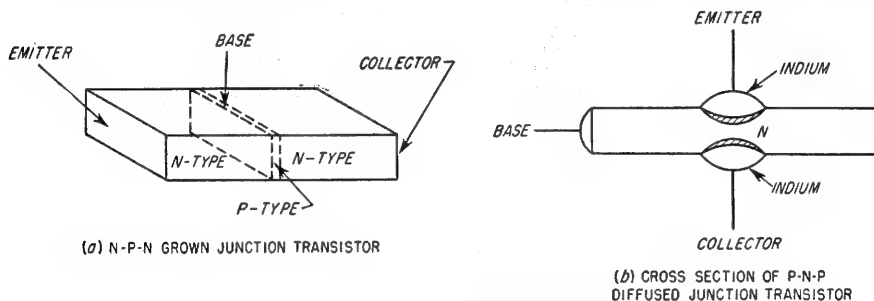 EMITTER
BASE
COLLECTOR
N-TYPE
N-TYPE
P-TYPE
(a) N-P-N GROWN JUNCTION TRANSISTOR
EMITTER
INDIUM
BASE
N
INDIUM
COLLECTOR
(b) CROSS SECTION OF P-N-P
DIFFUSED JUNCTION TRANSISTOR